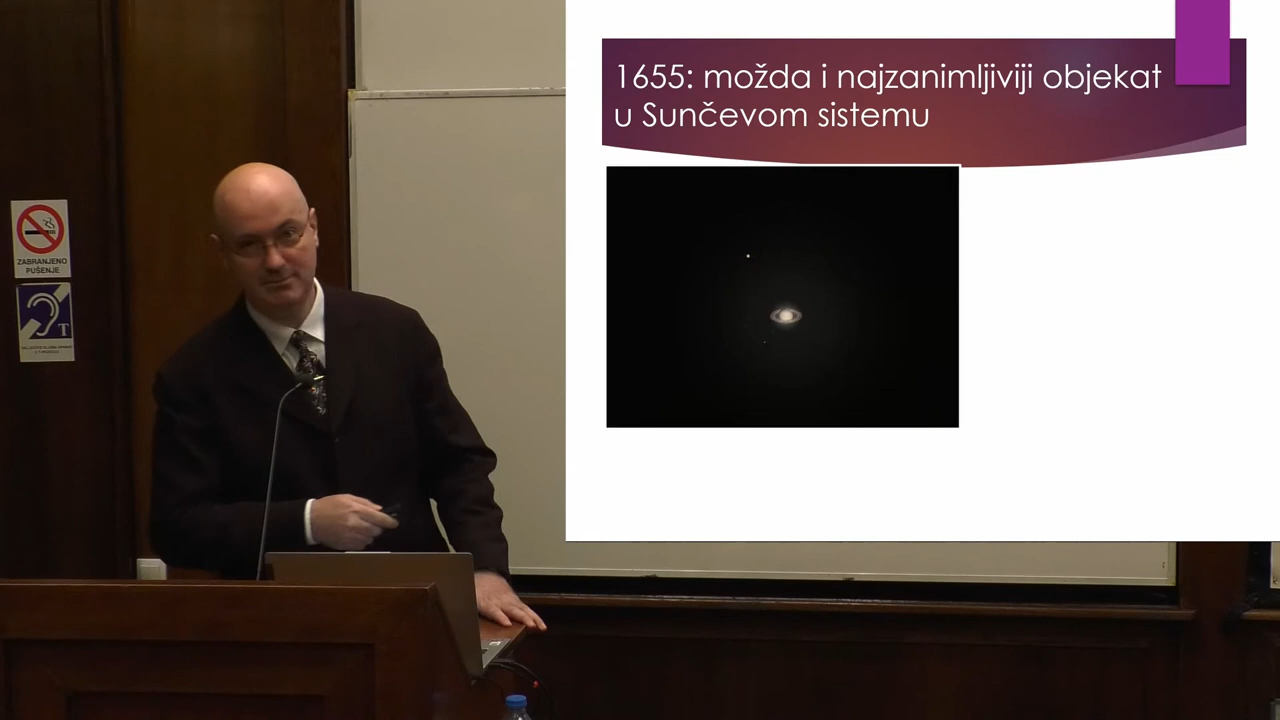 1655: možda i najzanimljiviji objekat
u Sunčevom sistemu
ZABRANJENO
PUŠENJE
T